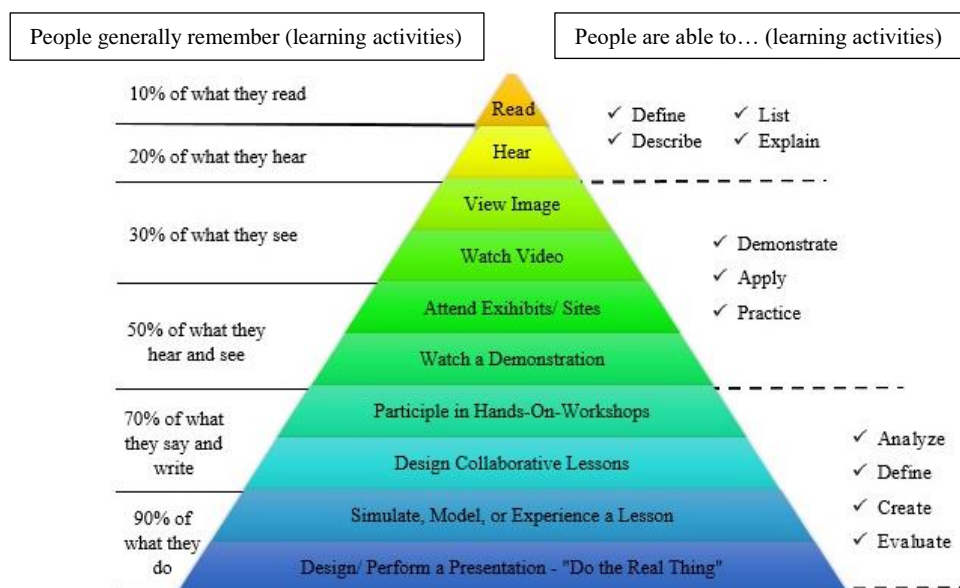 People generally remember (learning activities)
People are able to… (learning activities)
10% of what they read
20% of what they hear
30% of what they see
50% of what they
hear and see
70% of what
they say and
write
90% of
what they
do
Read
Hear
View Image
Watch Video
Attend Exihibits/ Sites
Watch a Demonstration
Participle in Hands-On-Workshops
Design Collaborative Lessons
Simulate, Model, or Experience a Lesson
Design/ Perform a Presentation - "Do the Real Thing"
✓ Define ✓ List
✓ Describe ✓ Explain
✓ Demonstrate
✓ Apply
✓ Practice
✓ Analyze
✓ Define
✓ Create
✓ Evaluate